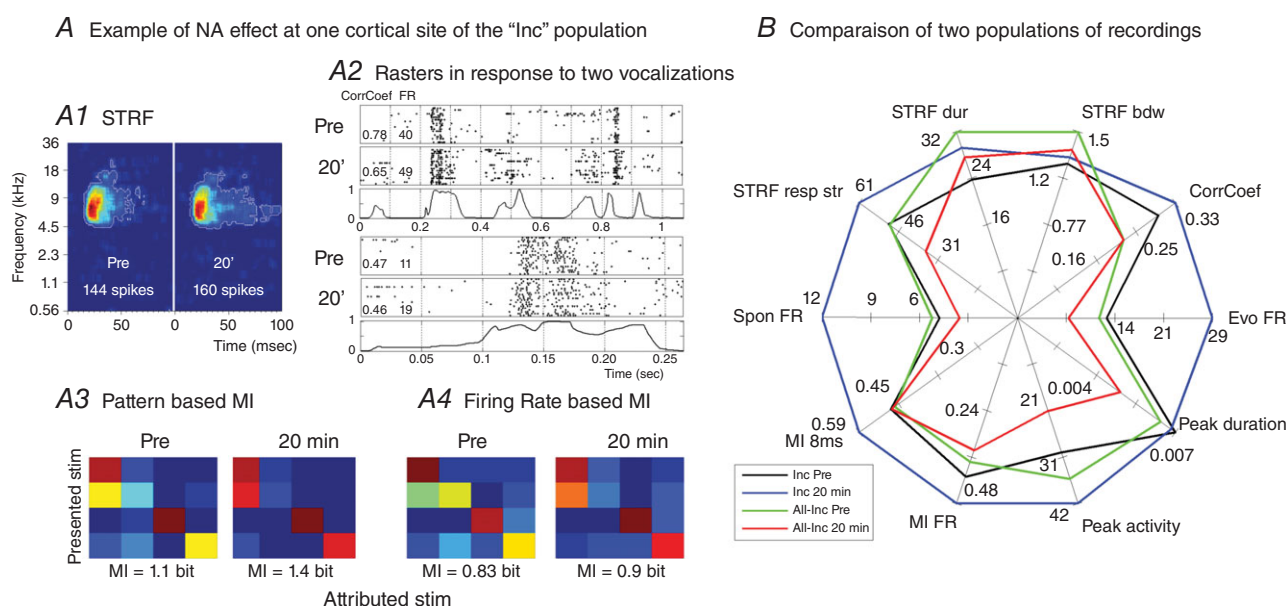 A Example of NA effect at one cortical site of the “Inc” population
A1 STRF
36
18
9
4.5
2.3
1.1
0.56
Frequency (kHz)
Pre
144 spikes
20’
160 spikes
0 50 0 50 100
Time (msec)
A2 Rasters in response to two vocalizations
CorrCoef FR
Pre
0.78 40
20’
0.65 49
1
0
0 0.2 0.4 0.6 0.8 1
Pre
0.47 11
20’
0.46 19
1
0
0 0.05 0.1 0.15 0.20 0.25
Time (sec)
A3 Pattern based MI
Pre 20 min
Presented stim
MI = 1.1 bit MI = 1.4 bit
A4 Firing Rate based MI
Pre 20 min
MI = 0.83 bit MI = 0.9 bit
Attributed stim
B Comparaison of two populations of recordings
STRF dur
32
24
16
STRF bdw
1.5
1.2
0.77
CorrCoef
0.33
0.25
0.16
Evo FR
29
21
14
Peak duration
0.007
0.004
Peak activity
42
31
21
MI FR
0.48
0.24
MI 8ms
0.59
0.45
0.3
Spon FR
12
9
6
STRF resp str
61
46
31
Inc Pre
Inc 20 min
All-Inc Pre
All-Inc 20 min